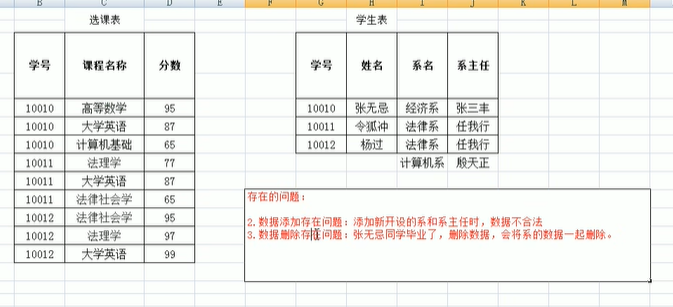 B C D E F G H I J K L M
选课表 学生表
学号 课程名称 分数 学号 姓名 系名 系主任
10010 高等数学 95 10010 张无忌 经济系 张三丰
10010 大学英语 87 10011 令狐冲 法律系 任我行
10010 计算机基础 65 10012 杨过 法律系 任我行
10011 法理学 77 计算机系 殷天正
10011 大学英语 87
10011 法律社会学 65
10012 法律社会学 95
10012 法理学 97
10012 大学英语 99
存在的问题：
2.数据添加存在问题：添加新开设的系和系主任时，数据不合法
3.数据删除存在问题：张无忌同学毕业了，删除数据，会将系的数据一起删除。